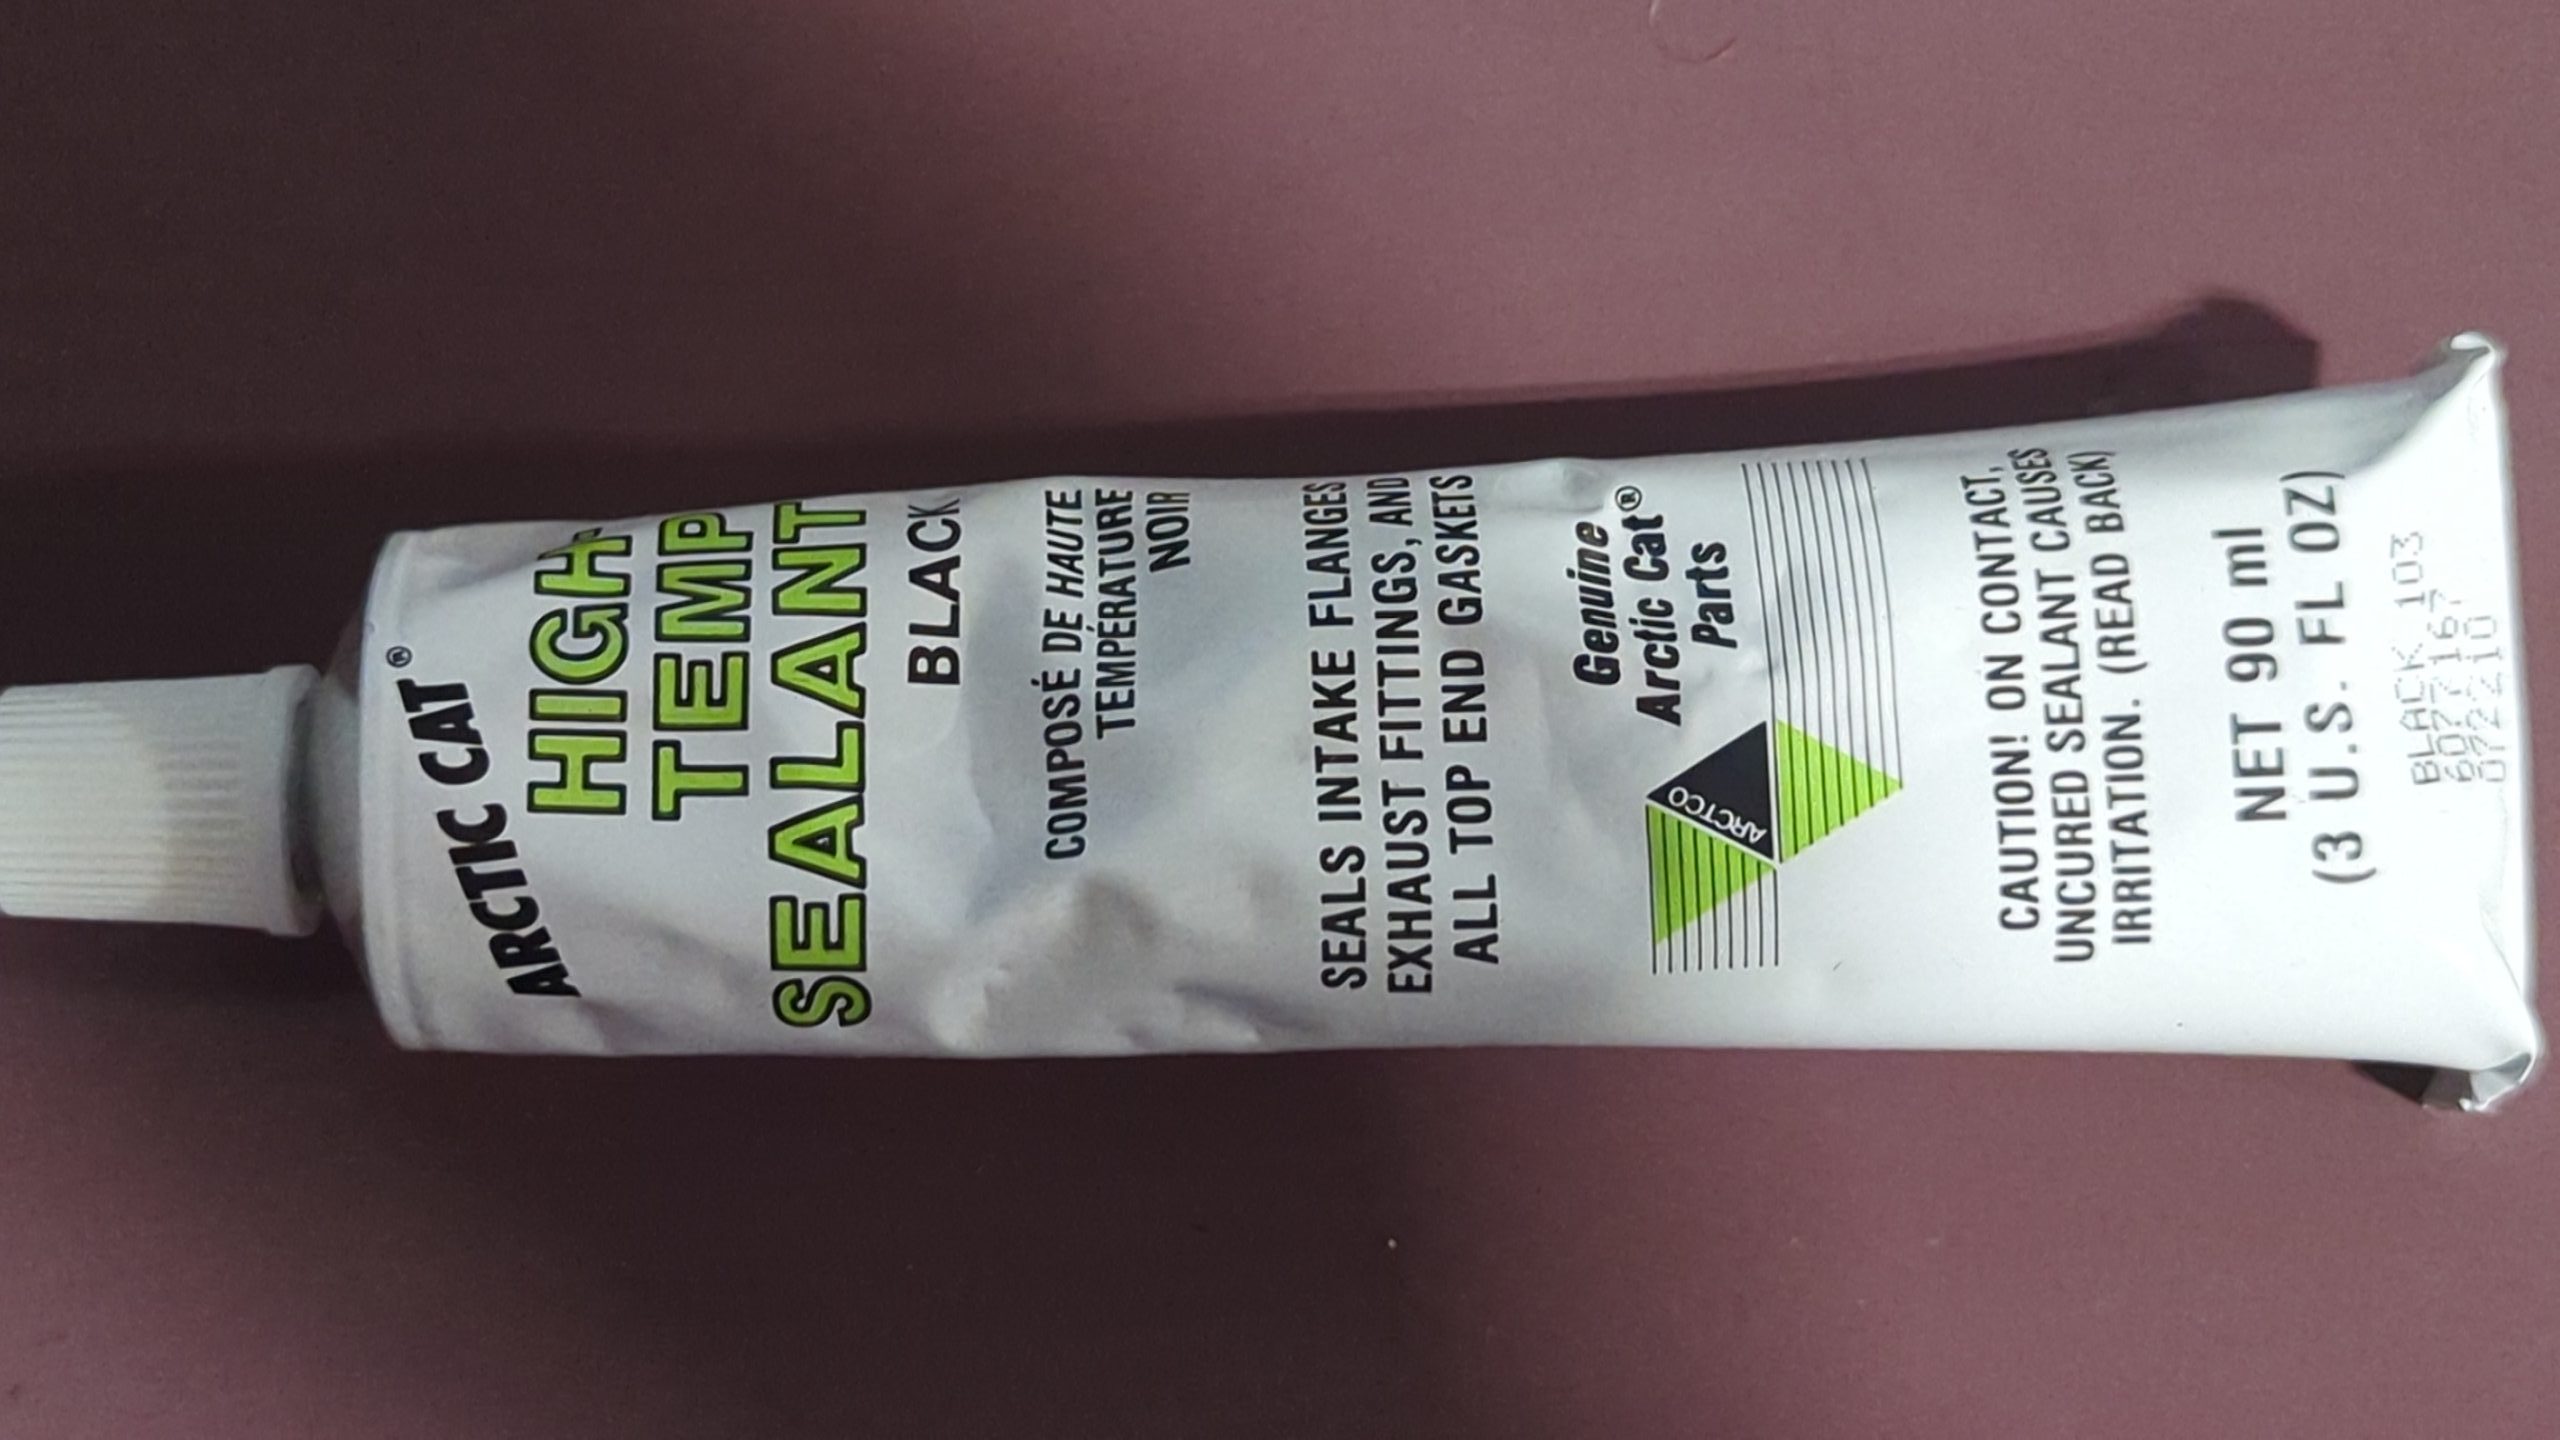 ARCTIC CAT®
HIGH-
TEMP
SEALANT
BLACK
COMPOSÉ DE HAUTE
TEMPÉRATURE
NOIR
SEALS INTAKE FLANGES
EXHAUST FITTINGS, AND
ALL TOP END GASKETS
Genuine
Arctic Cat®
Parts
ARCTCO
CAUTION! ON CONTACT,
UNCURED SEALANT CAUSES
IRRITATION. (READ BACK)
NET 90 ml
(3 U.S. FL OZ)
BLACK 103
6072167
072210